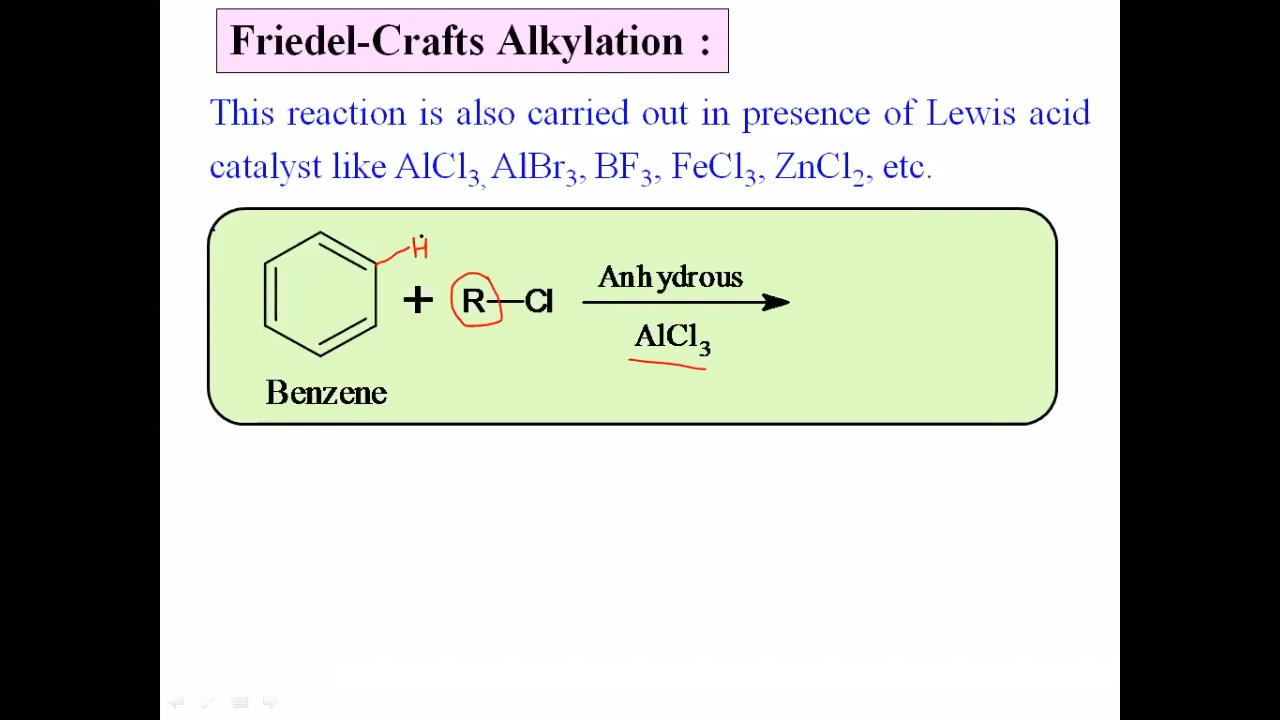 Friedel-Crafts Alkylation :
This reaction is also carried out in presence of Lewis acid
catalyst like AlCl3, AlBr3, BF3, FeCl3, ZnCl2, etc.
H
+ R—Cl
Anhydrous
AlCl3
Benzene